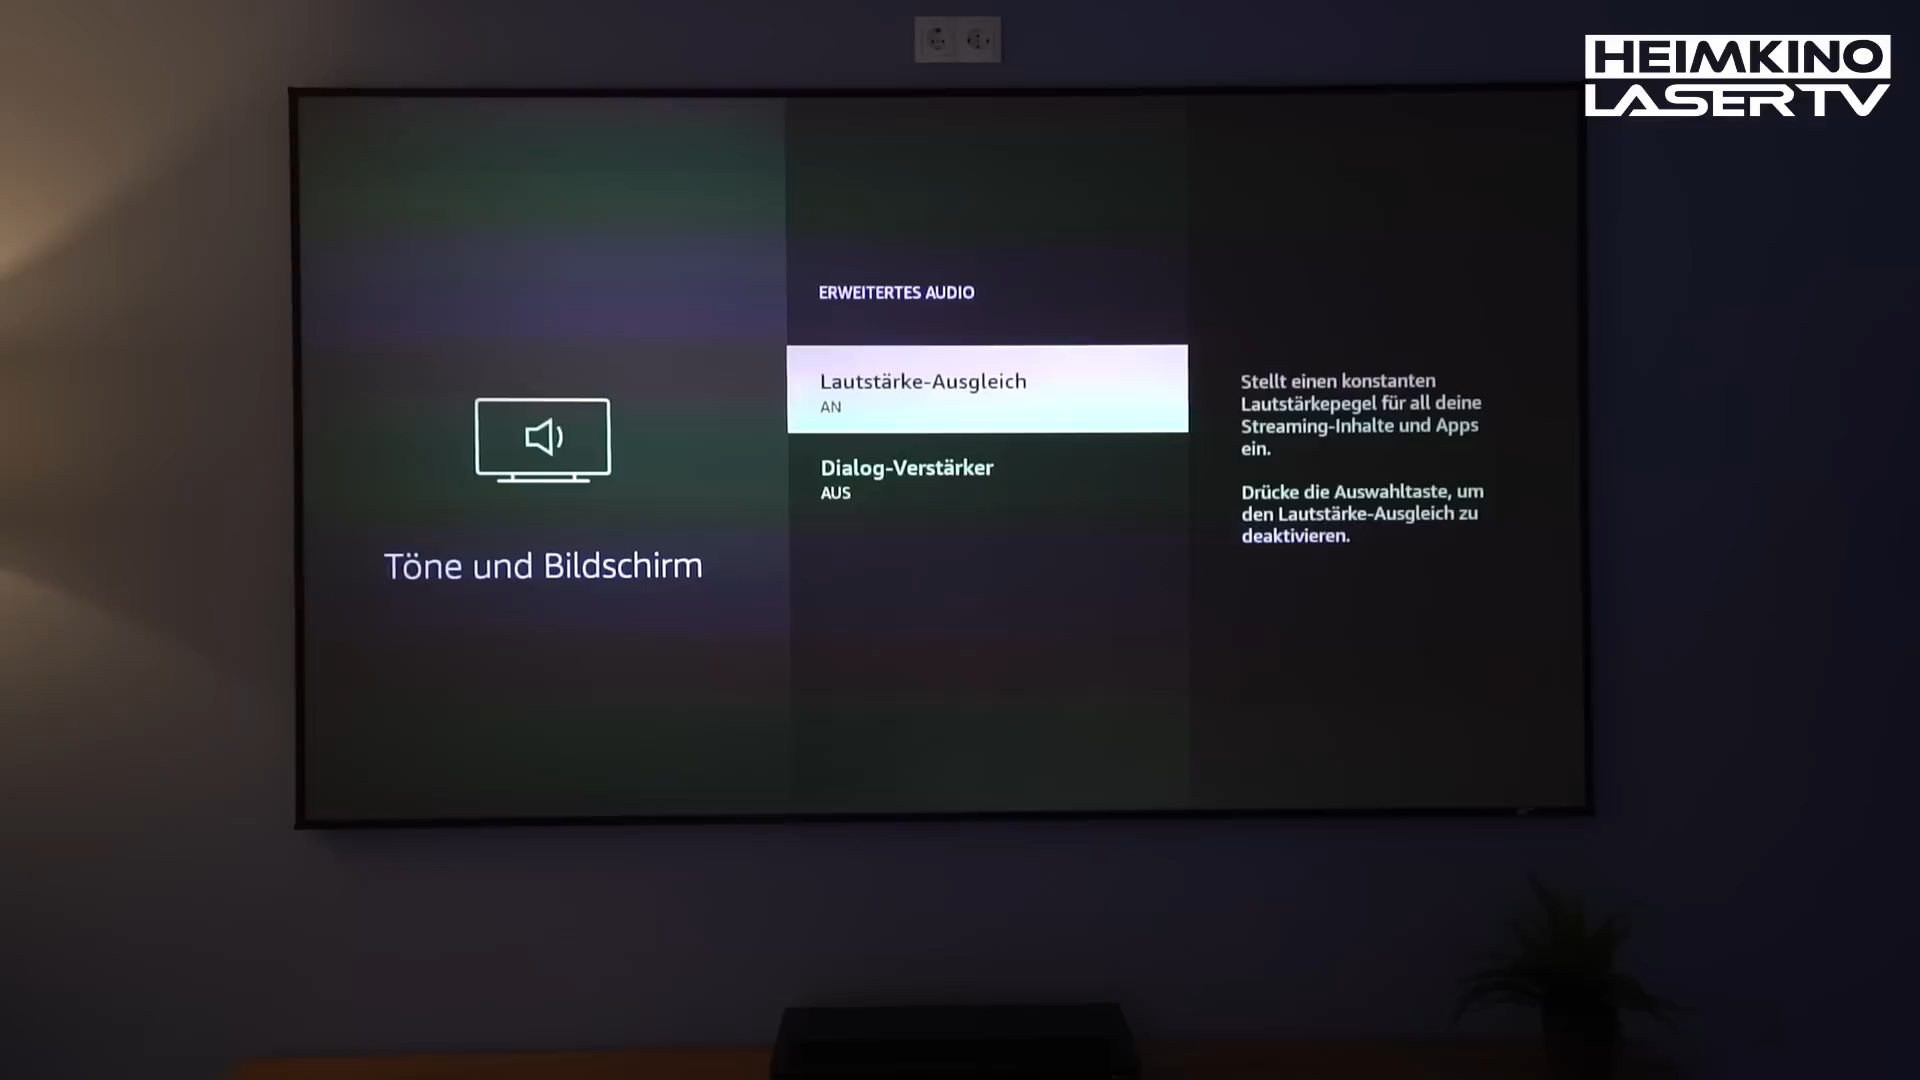 HEIMKINO
LASERTV
ERWEITERTES AUDIO
Lautstärke-Ausgleich
AN
Dialog-Verstärker
AUS
Töne und Bildschirm
Stellt einen konstanten
Lautstärkepegel für all deine
Streaming-Inhalte und Apps
ein.
Drücke die Auswahltaste, um
den Lautstärke-Ausgleich zu
deaktivieren.